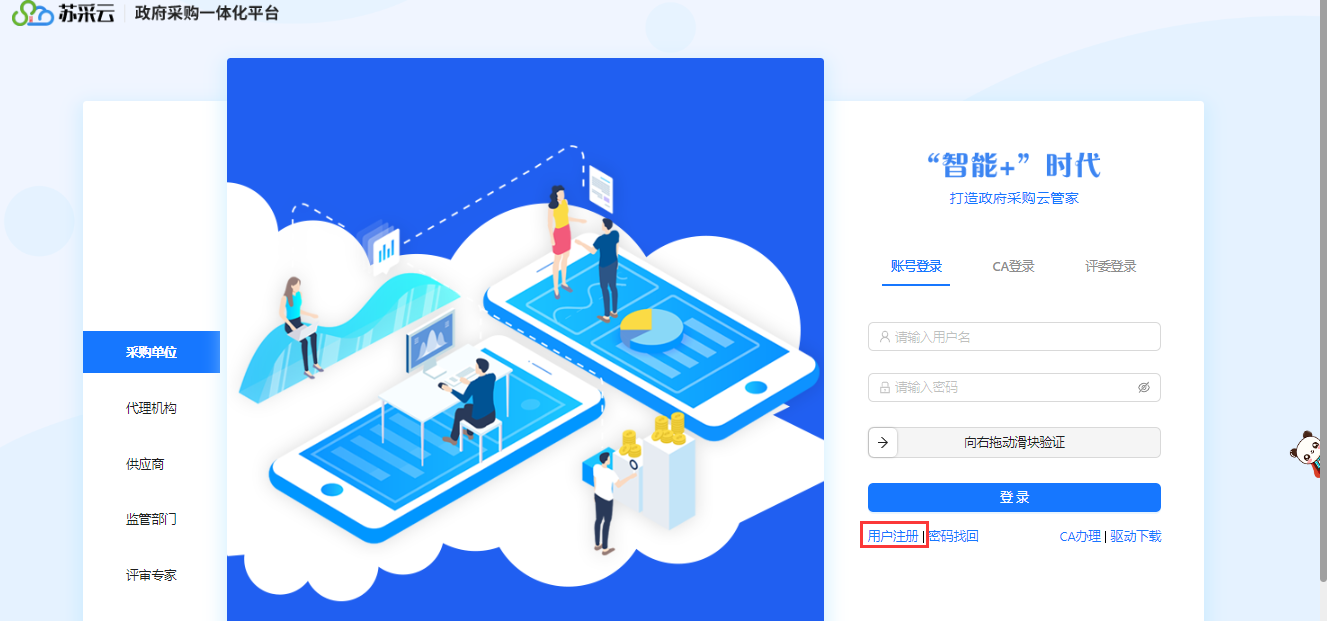 苏采云 政府采购一体化平台
“智能+”时代
打造政府采购云管家
账号登录 CA登录 评委登录
请输入用户名
请输入密码
向右拖动滑块验证
登 录
用户注册 | 密码找回 CA办理 | 驱动下载
采购单位
代理机构
供应商
监管部门
评审专家